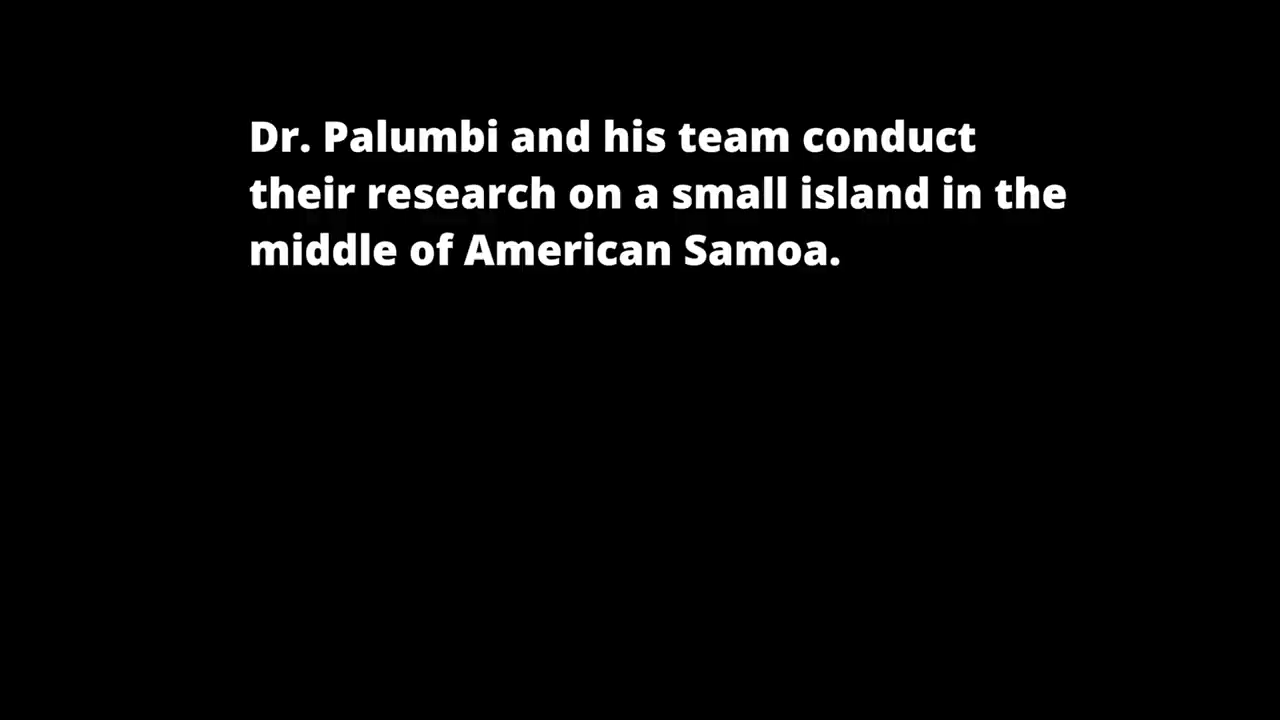 Dr. Palumbi and his team conduct
their research on a small island in the
middle of American Samoa.